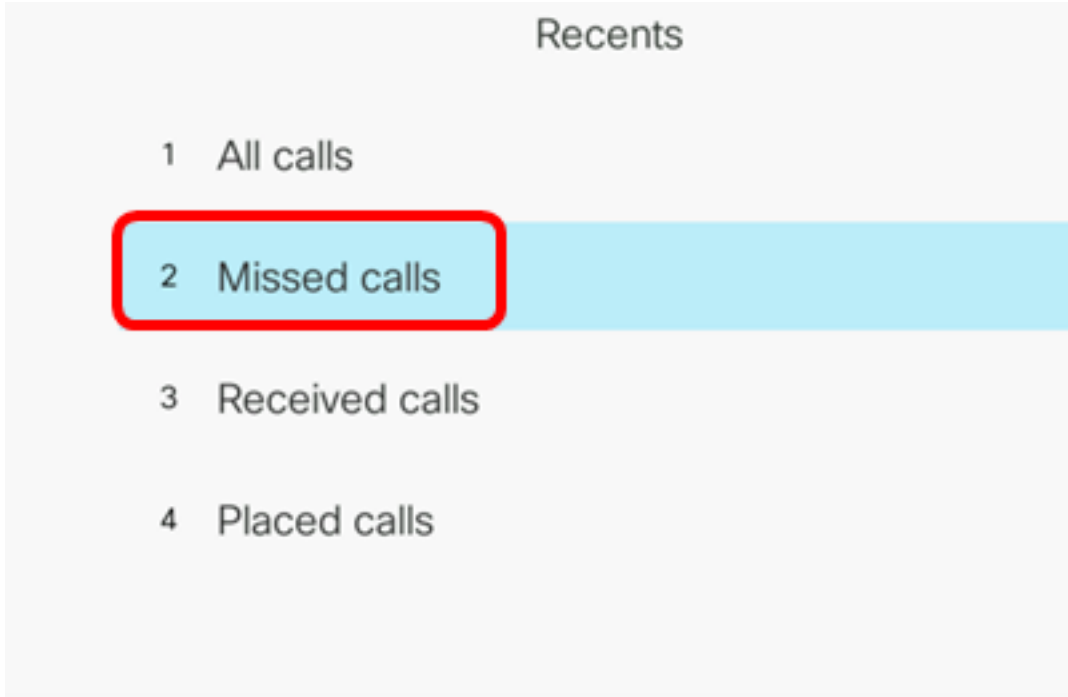 Recents
1 All calls
2 Missed calls
3 Received calls
4 Placed calls